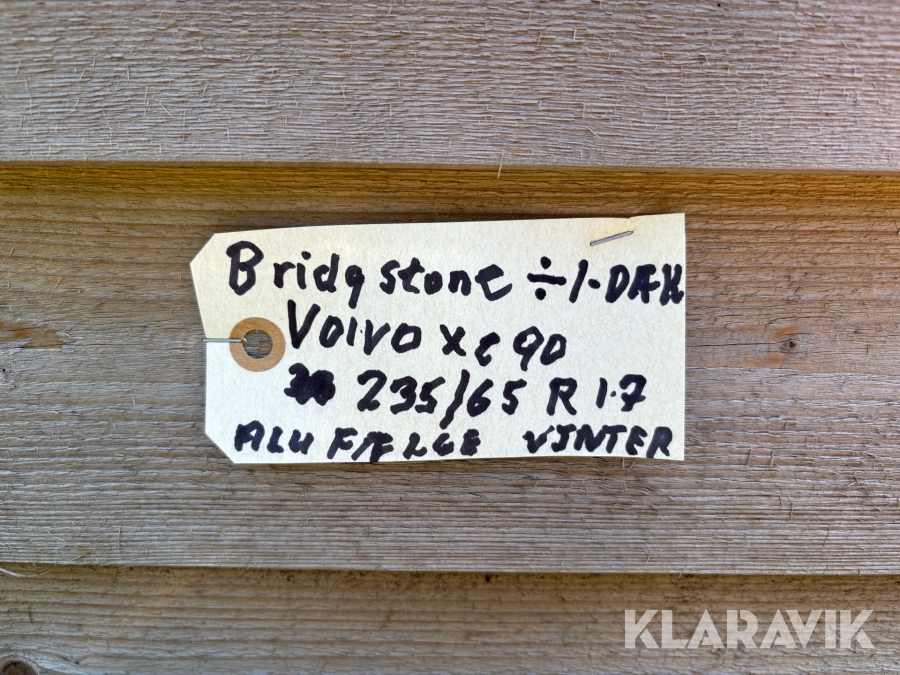 Bridgstone ÷1·DÆK
Volvo xc 90
235/65 R 17
ALU FÆLGE VINTER
KLARAVIK